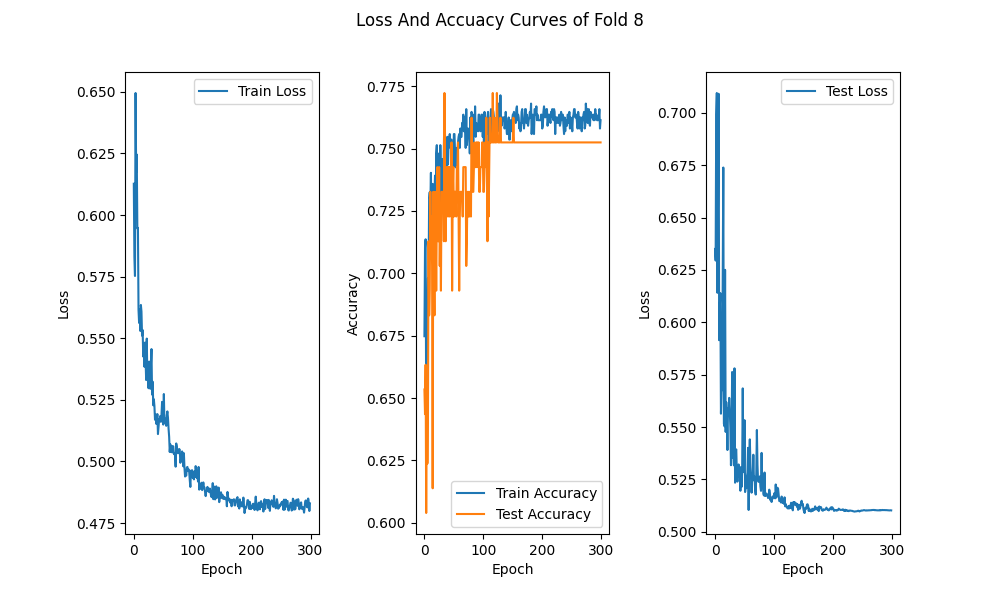 Loss And Accuacy Curves of Fold 8
Train Loss
0.650
0.625
0.600
0.575
0.550
0.525
0.500
0.475
Loss
0 100 200 300
Epoch
0.775
0.750
0.725
0.700
0.675
0.650
0.625
0.600
Accuracy
Train Accuracy
Test Accuracy
0 100 200 300
Epoch
Test Loss
0.700
0.675
0.650
0.625
0.600
0.575
0.550
0.525
0.500
Loss
0 100 200 300
Epoch